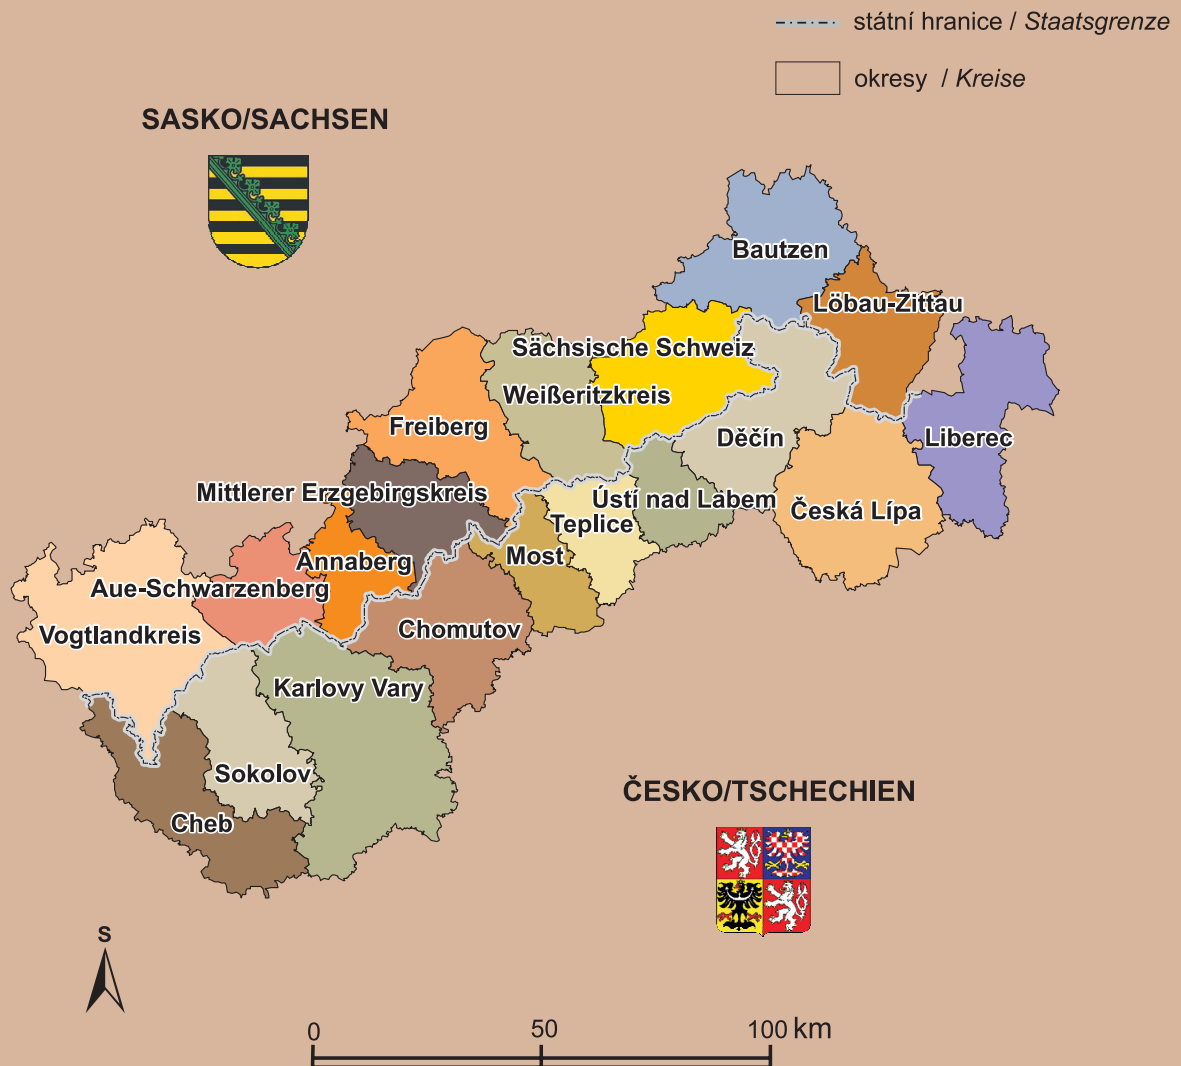 státní hranice / Staatsgrenze
okresy / Kreise
SASKO/SACHSEN
Bautzen
Löbau-Zittau
Sächsische Schweiz
Weißeritzkreis
Freiberg
Děčín
Liberec
Mittlerer Erzgebirgskreis
Ústí nad Labem
Česká Lípa
Teplice
Most
Annaberg
Aue-Schwarzenberg
Vogtlandkreis
Chomutov
Karlovy Vary
Sokolov
Cheb
ČESKO/TSCHECHIEN
S
0 50 100 km